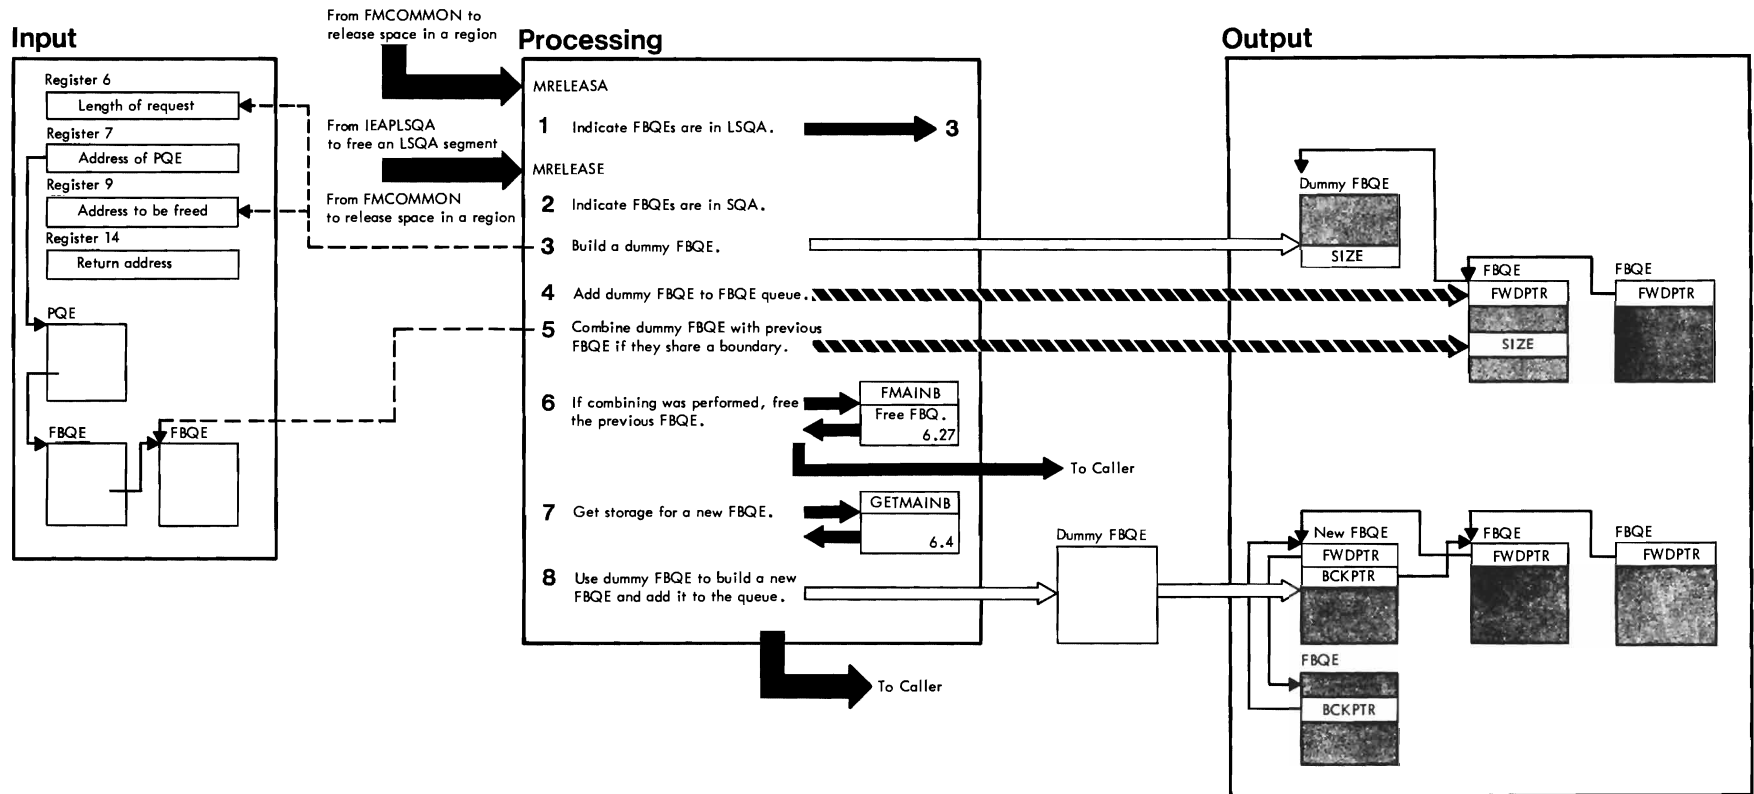 Input
Register 6
Length of request
Register 7
Address of PQE
Register 9
Address to be freed
Register 14
Return address
PQE
FBQE
FBQE
From FMCOMMON to
release space in a region
From IEAPLSQA
to free an LSQA segment
From FMCOMMON
to release space in a region
Processing
MRELEASA
1 Indicate FBQEs are in LSQA. 3
MRELEASE
2 Indicate FBQEs are in SQA.
3 Build a dummy FBQE.
4 Add dummy FBQE to FBQE queue.
5 Combine dummy FBQE with previous
FBQE if they share a boundary.
6 If combining was performed, free
the previous FBQE.
FMAINB
Free FBQ.
6.27
To Caller
7 Get storage for a new FBQE.
GETMAINB
6.4
8 Use dummy FBQE to build a new
FBQE and add it to the queue.
To Caller
Dummy FBQE
Output
Dummy FBQE
SIZE
FBQE
FWDPTR
SIZE
FBQE
FWDPTR
New FBQE
FWDPTR
BCKPTR
FBQE
FWDPTR
FBQE
FWDPTR
FBQE
BCKPTR